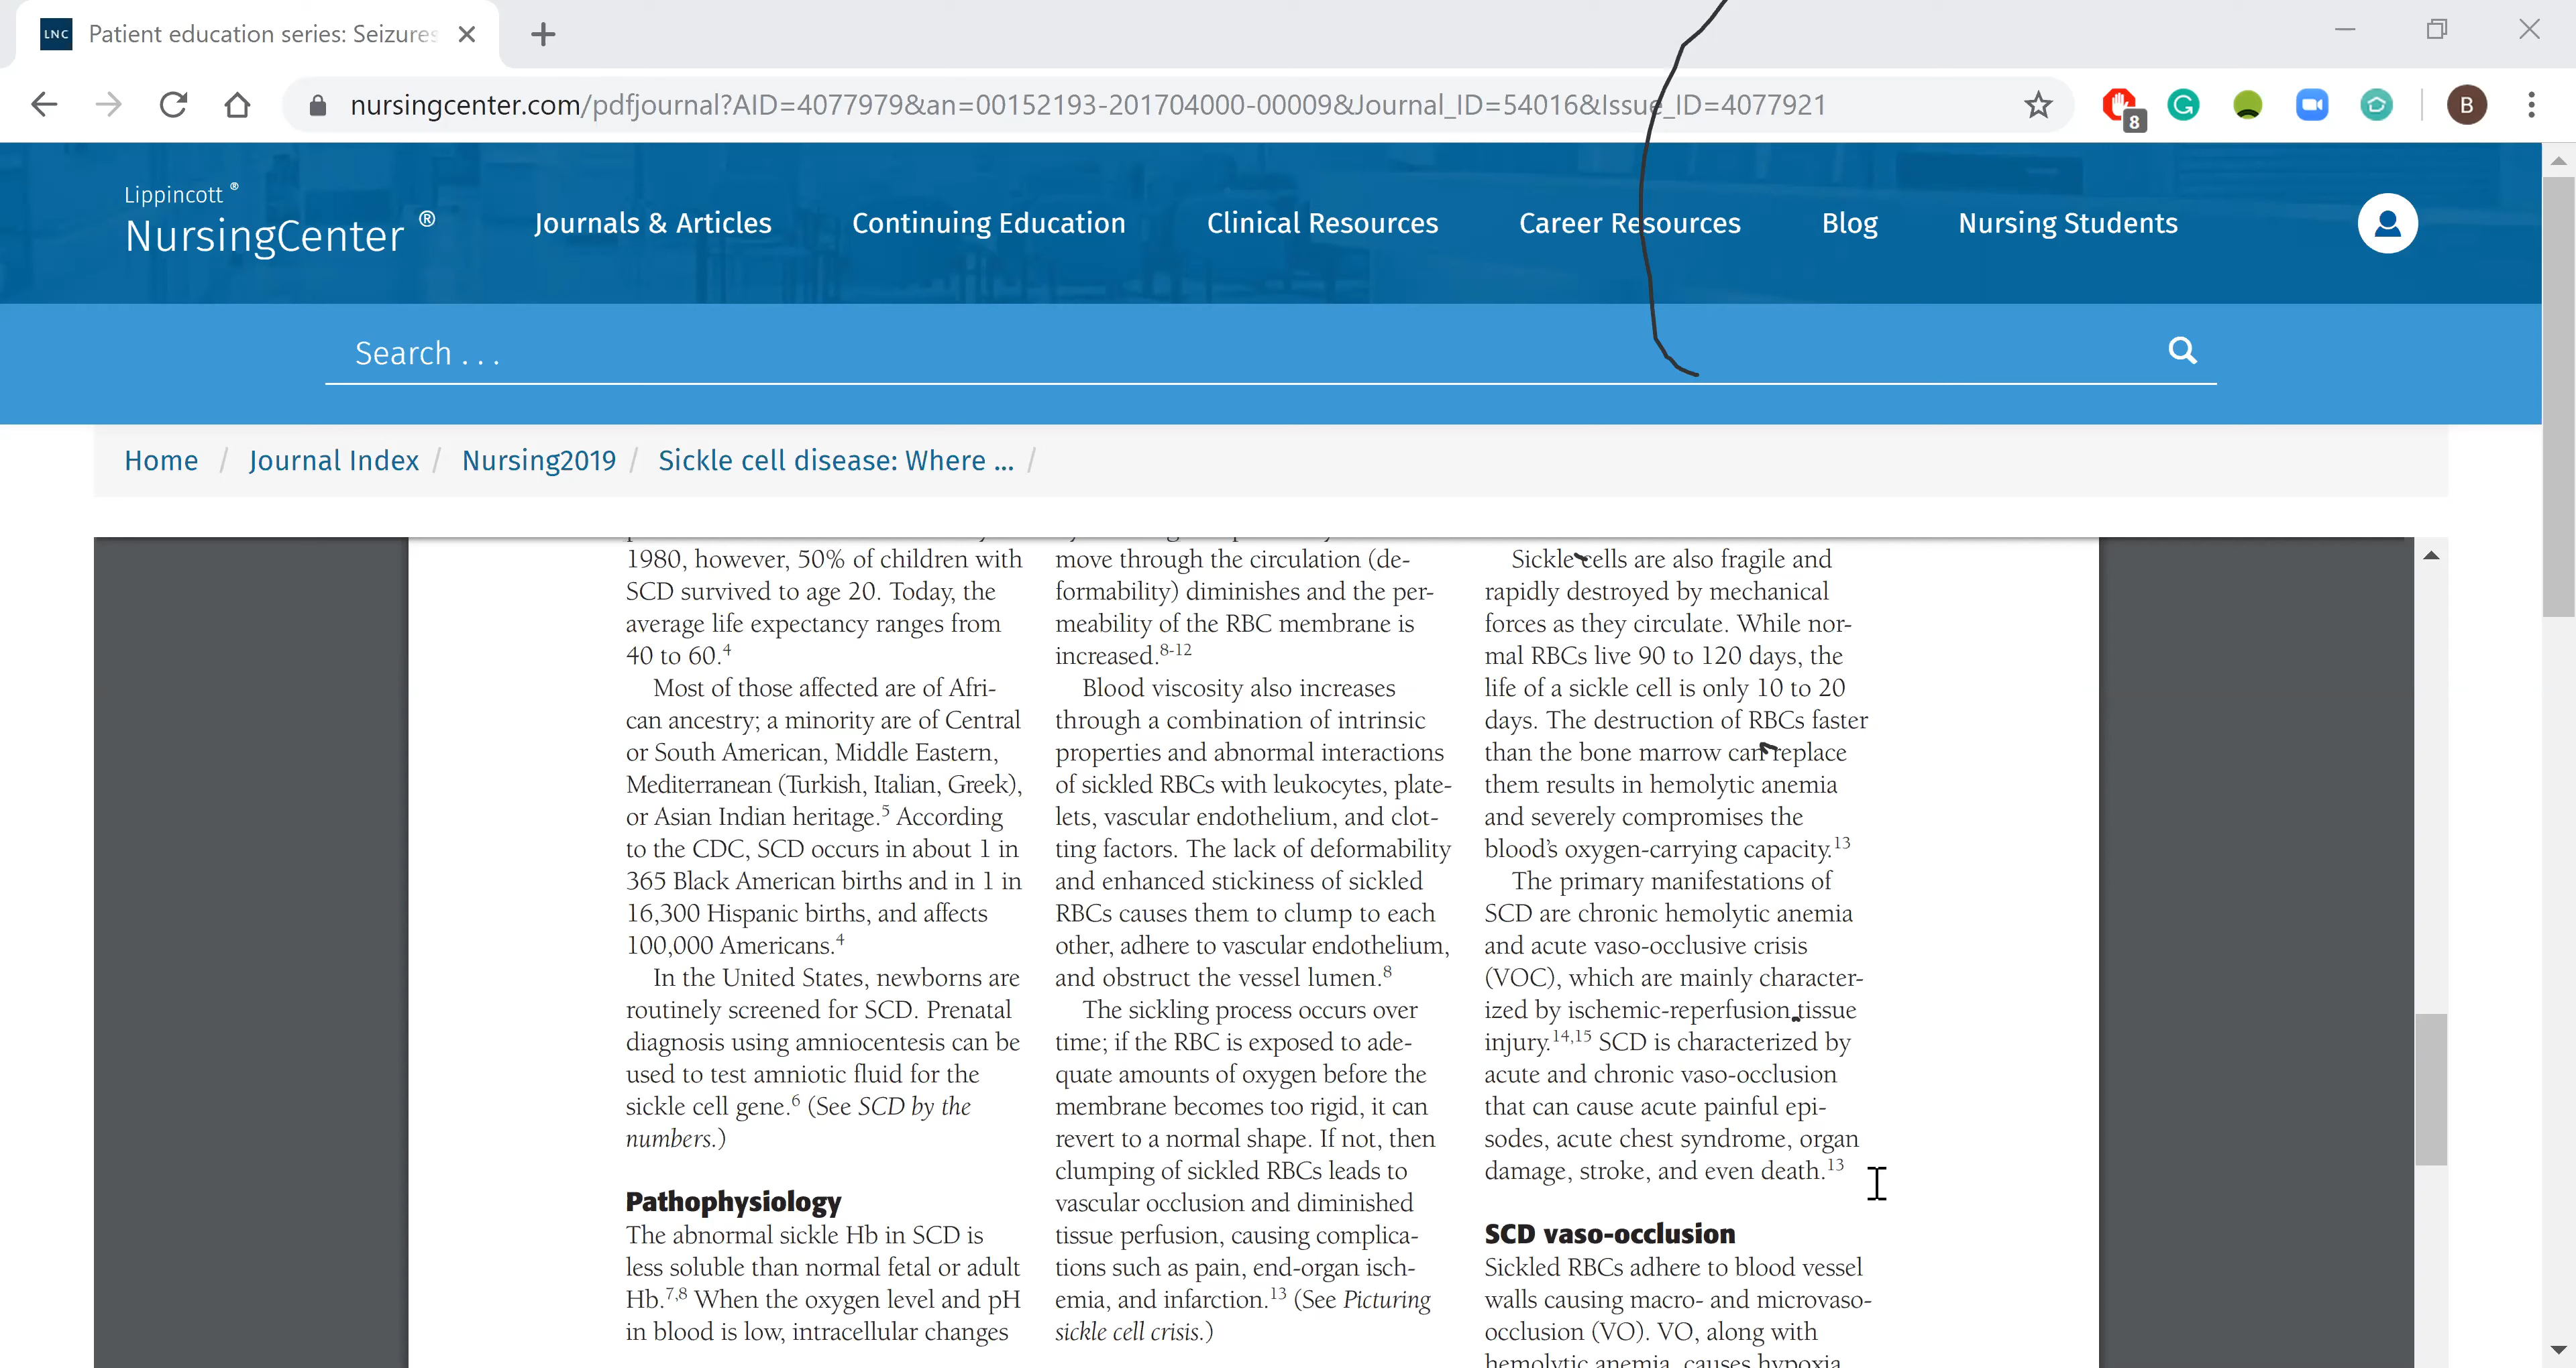 LNC
Patient education series: Seizures
nursingcenter.com/pdfjournal?AID=4077979&an=00152193-201704000-00009&Journal_ID=54016&Issue_ID=4077921
8
B
Lippincott ®
NursingCenter ®
Journals & Articles
Continuing Education
Clinical Resources
Career Resources
Blog
Nursing Students
Search . . .
Home / Journal Index / Nursing2019 / Sickle cell disease: Where ... /
1980, however, 50% of children with
SCD survived to age 20. Today, the
average life expectancy ranges from
40 to 60.4
Most of those affected are of Afri-
can ancestry; a minority are of Central
or South American, Middle Eastern,
Mediterranean (Turkish, Italian, Greek),
or Asian Indian heritage.5 According
to the CDC, SCD occurs in about 1 in
365 Black American births and in 1 in
16,300 Hispanic births, and affects
100,000 Americans.4
In the United States, newborns are
routinely screened for SCD. Prenatal
diagnosis using amniocentesis can be
used to test amniotic fluid for the
sickle cell gene.6 (See SCD by the
numbers.)
Pathophysiology
The abnormal sickle Hb in SCD is
less soluble than normal fetal or adult
Hb.7,8 When the oxygen level and pH
in blood is low, intracellular changes
move through the circulation (de-
formability) diminishes and the per-
meability of the RBC membrane is
increased.8-12
Blood viscosity also increases
through a combination of intrinsic
properties and abnormal interactions
of sickled RBCs with leukocytes, plate-
lets, vascular endothelium, and clot-
ting factors. The lack of deformability
and enhanced stickiness of sickled
RBCs causes them to clump to each
other, adhere to vascular endothelium,
and obstruct the vessel lumen.8
The sickling process occurs over
time; if the RBC is exposed to ade-
quate amounts of oxygen before the
membrane becomes too rigid, it can
revert to a normal shape. If not, then
clumping of sickled RBCs leads to
vascular occlusion and diminished
tissue perfusion, causing complica-
tions such as pain, end-organ isch-
emia, and infarction.13 (See Picturing
sickle cell crisis.)
Sickle cells are also fragile and
rapidly destroyed by mechanical
forces as they circulate. While nor-
mal RBCs live 90 to 120 days, the
life of a sickle cell is only 10 to 20
days. The destruction of RBCs faster
than the bone marrow can replace
them results in hemolytic anemia
and severely compromises the
blood's oxygen-carrying capacity.13
The primary manifestations of
SCD are chronic hemolytic anemia
and acute vaso-occlusive crisis
(VOC), which are mainly character-
ized by ischemic-reperfusion tissue
injury.14,15 SCD is characterized by
acute and chronic vaso-occlusion
that can cause acute painful epi-
sodes, acute chest syndrome, organ
damage, stroke, and even death.13
SCD vaso-occlusion
Sickled RBCs adhere to blood vessel
walls causing macro- and microvaso-
occlusion (VO). VO, along with
hemolytic anemia, causes hypoxia